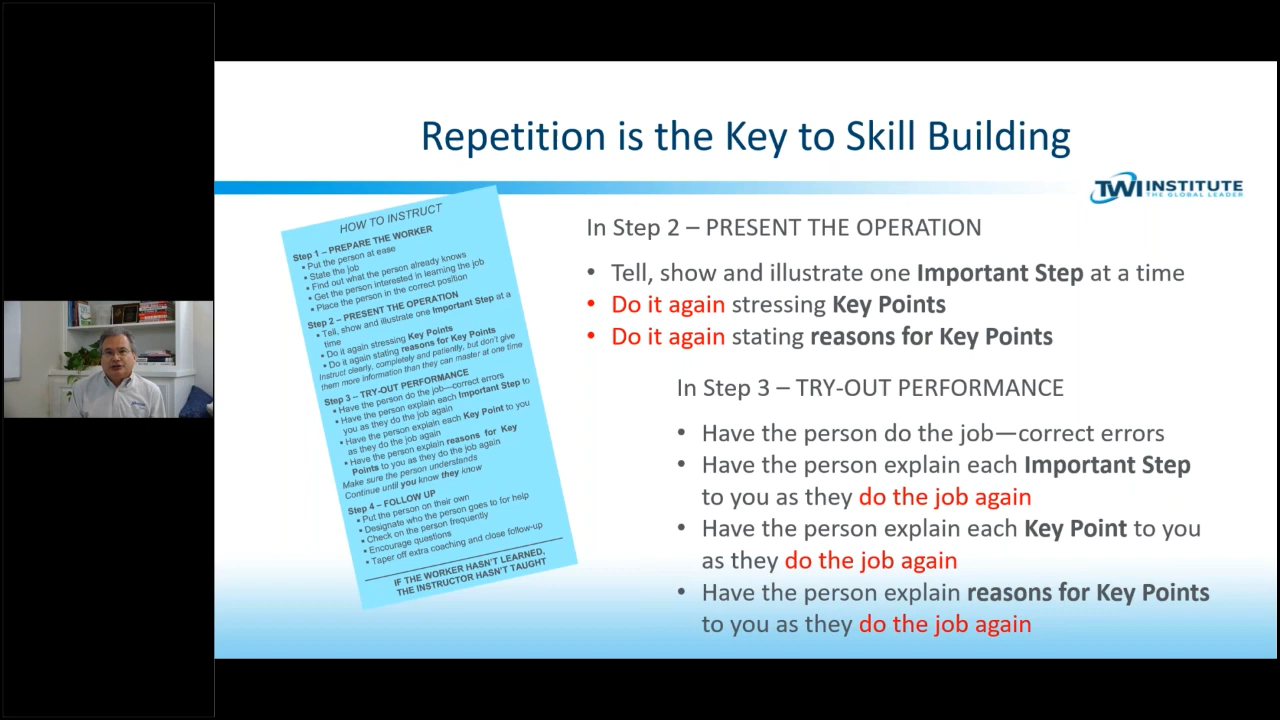 Repetition is the Key to Skill Building
TWI INSTITUTE
THE GLOBAL LEADER
HOW TO INSTRUCT
Step 1 – PREPARE THE WORKER
▪ Put the person at ease
▪ State the job
▪ Find out what the person already knows
▪ Get the person interested in learning the job
▪ Place the person in the correct position
Step 2 – PRESENT THE OPERATION
▪ Tell, show and illustrate one Important Step at a
time
▪ Do it again stressing Key Points
▪ Do it again stating reasons for Key Points
Instruct clearly, completely and patiently, but don't give
them more information than they can master at one time
Step 3 – TRY-OUT PERFORMANCE
▪ Have the person do the job—correct errors
▪ Have the person explain each Important Step to
you as they do the job again
▪ Have the person explain each Key Point to you
as they do the job again
▪ Have the person explain reasons for Key
Points to you as they do the job again
Make sure the person understands
Continue until you know they know
Step 4 – FOLLOW UP
▪ Put the person on their own
▪ Designate who the person goes to for help
▪ Check on the person frequently
▪ Encourage questions
▪ Taper off extra coaching and close follow-up
IF THE WORKER HASN'T LEARNED,
THE INSTRUCTOR HASN'T TAUGHT
In Step 2 – PRESENT THE OPERATION
• Tell, show and illustrate one Important Step at a time
• Do it again stressing Key Points
• Do it again stating reasons for Key Points
In Step 3 – TRY-OUT PERFORMANCE
• Have the person do the job—correct errors
• Have the person explain each Important Step
to you as they do the job again
• Have the person explain each Key Point to you
as they do the job again
• Have the person explain reasons for Key Points
to you as they do the job again